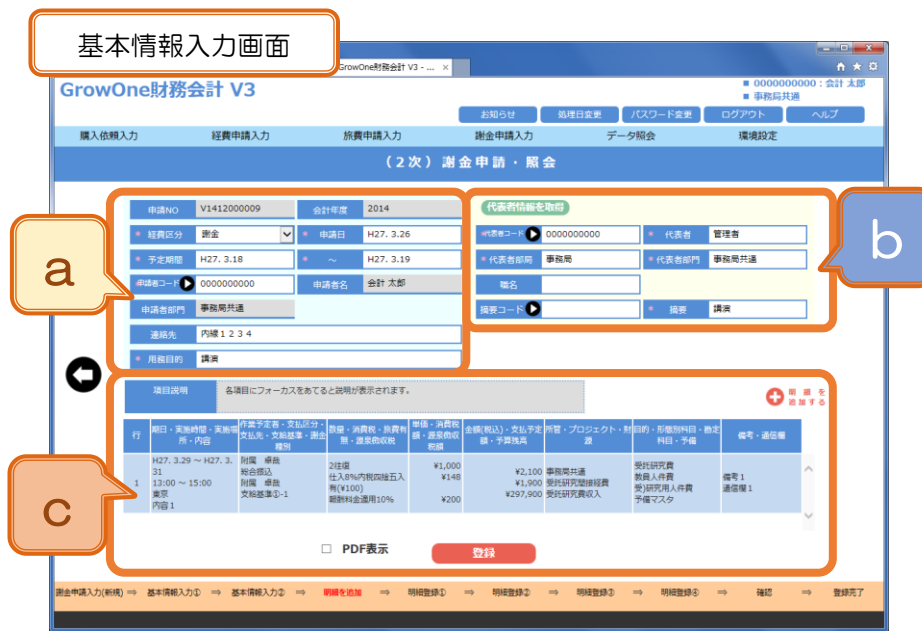 基本情報入力画面
GrowOne財務会計 V3 - ... ×
GrowOne財務会計 V3
■ 0000000000 : 会計 太郎
■ 事務局共通
お知らせ 処理日変更 パスワード変更 ログアウト ヘルプ
購入依頼入力 経費申請入力 旅費申請入力 謝金申請入力 データ照会 環境設定
(2次) 謝金申請・照会
a
申請NO V1412000009 会計年度 2014
* 経費区分 謝金 * 申請日 H27. 3.26
* 予定期間 H27. 3.18 * ~ H27. 3.19
*申請者コード 0000000000 申請者名 会計 太郎
申請者部門 事務局共通
連絡先 内線1234
* 用務目的 講演
代表者情報を取得
*代表者コード 0000000000 * 代表者 管理者
* 代表者部局 事務局 * 代表者部門 事務局共通
職名
摘要コード * 摘要 講演
b
項目説明 各項目にフォーカスをあてると説明が表示されます。
明細を
追加する
行 期日・実施時間・実施場所・内容 作業予定者・支払区分・支払先・支給基準・謝金種別 数量・消費税・旅費有無・源泉徴収税 単価・消費税額・源泉徴収税額 金額(税込)・支払予定額・予算残高 所管・プロジェクト・財源 目的・形態別科目・勘定科目・予備 備考・通信欄
1
H27. 3.29 ~ H27. 3.31
13:00 ~ 15:00
東京
内容1
附属 卓哉
総合振込
附属 卓哉
支給基準①-1
2往復
仕入8%内税四捨五入
有(¥100)
報酬料金適用10%
¥1,000
¥148
¥200
¥2,100
¥1,900
¥297,900
事務局共通
受託研究間接経費
受託研究費収入
受託研究費
教員人件費
受)研究用人件費
予備マスタ
備考1
通信欄1
c
PDF表示 登録
謝金申請入力(新規) ⇒ 基本情報入力① ⇒ 基本情報入力② ⇒ 明細を追加 ⇒ 明細登録① ⇒ 明細登録② ⇒ 明細登録③ ⇒ 明細登録④ ⇒ 確認 ⇒ 登録完了